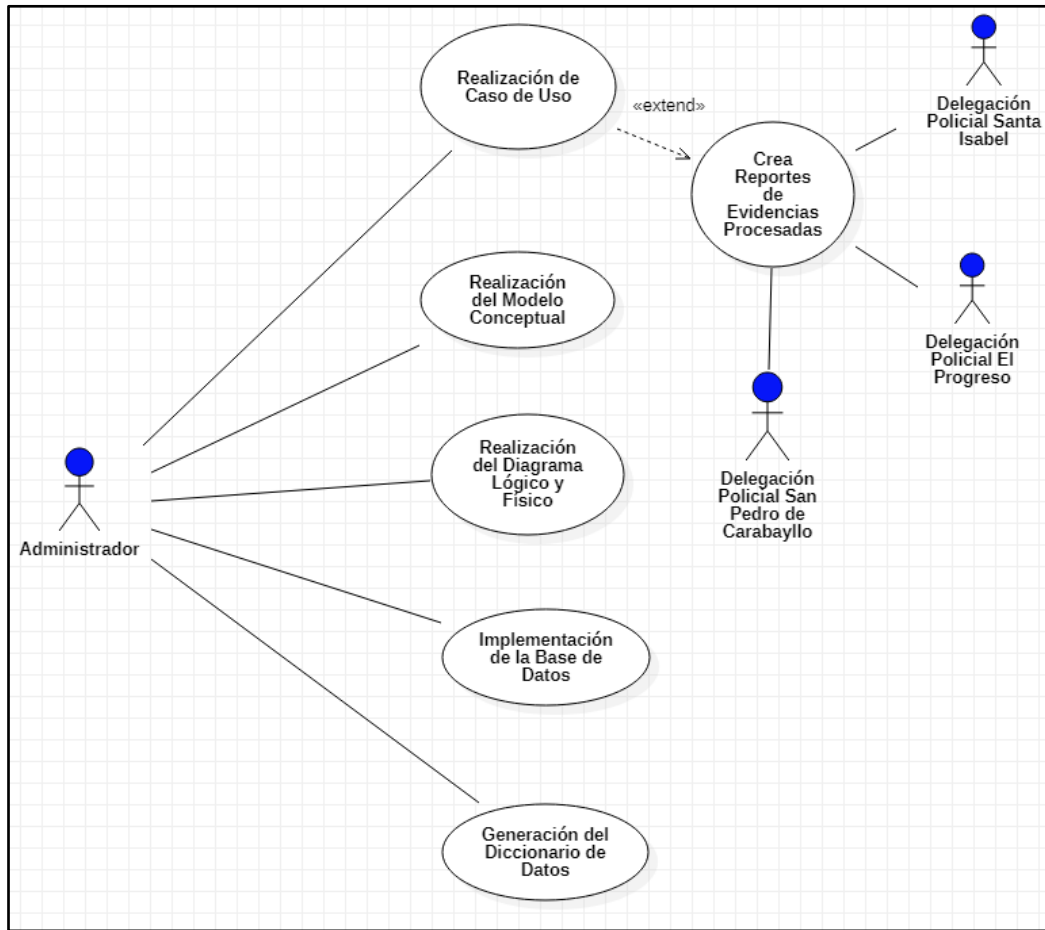 Realización de
Caso de Uso
«extend»
Crea
Reportes
de
Evidencias
Procesadas
Delegación
Policial Santa
Isabel
Realización
del Modelo
Conceptual
Delegación
Policial El
Progreso
Realización
del Diagrama
Lógico y
Físico
Delegación
Policial San
Pedro de
Carabayllo
Administrador
Implementación
de la Base de
Datos
Generación del
Diccionario de
Datos